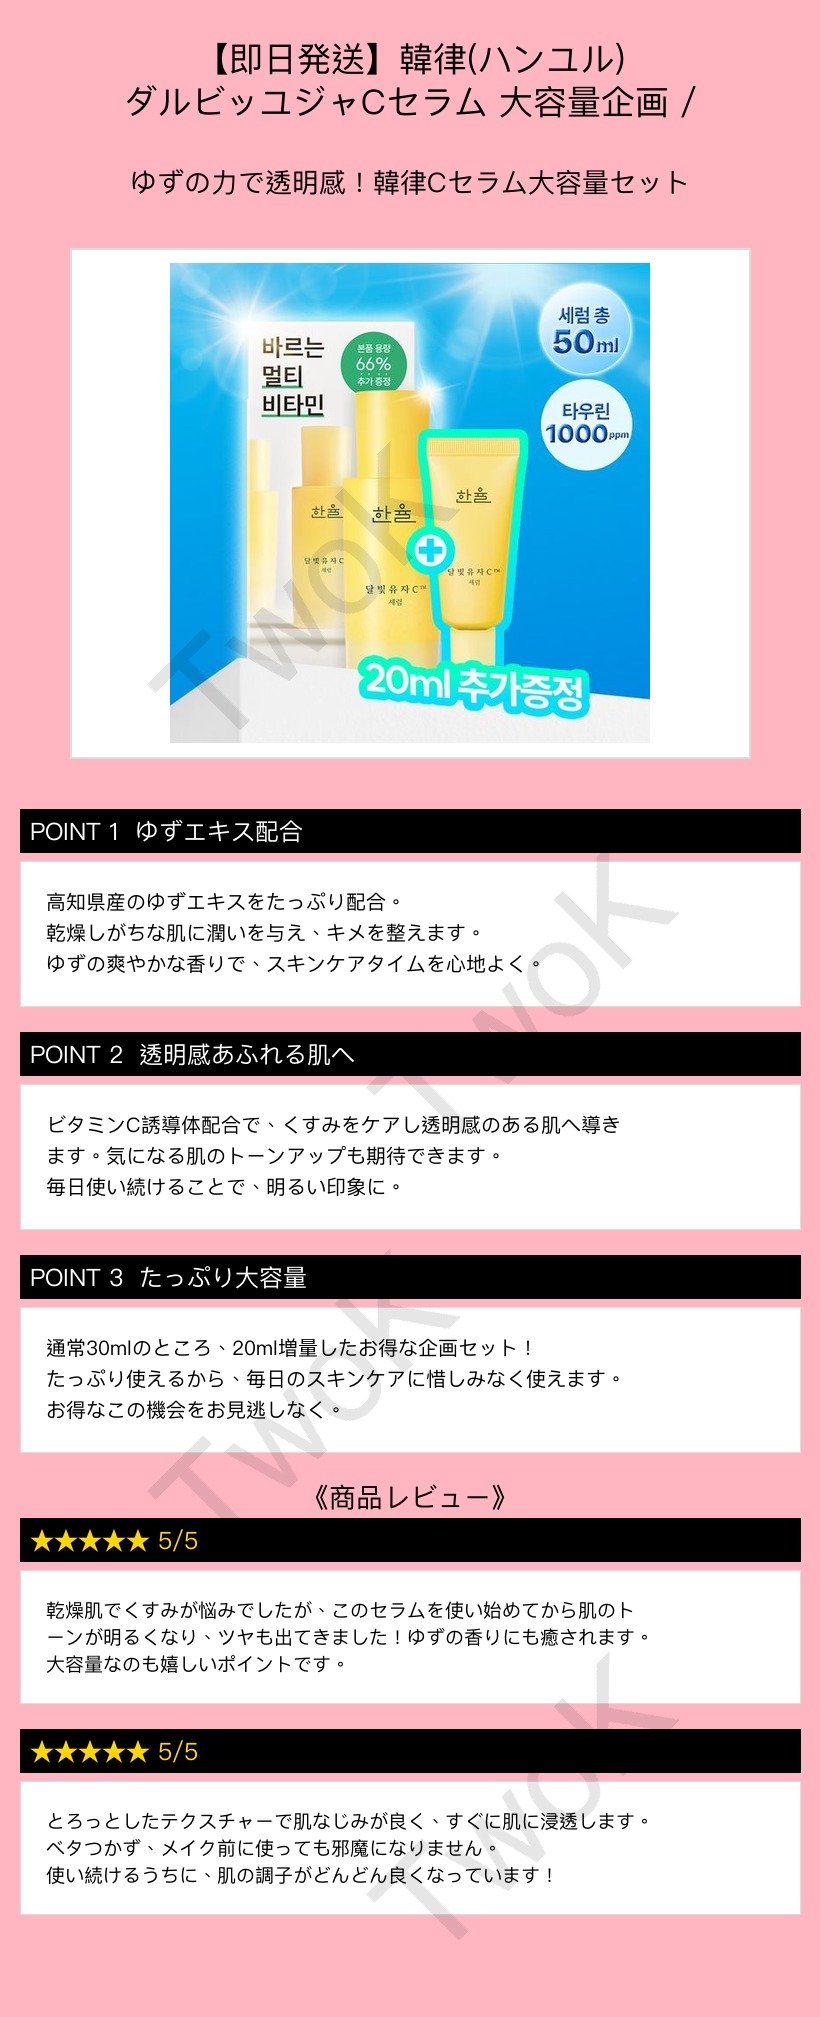 【即日発送】韓律(ハンユル)
ダルビッユジャCセラム 大容量企画 /
ゆずの力で透明感！韓律Cセラム大容量セット
바르는
멀티
비타민
본품 용량
66%
추가 증정
세럼 총
50ml
타우린
1000ppm
한율
한율
한율
달빛유자C
세럼
달빛유자C™
세럼
달빛유자C™
세럼
20ml 추가증정
POINT 1 ゆずエキス配合
高知県産のゆずエキスをたっぷり配合。
乾燥しがちな肌に潤いを与え、キメを整えます。
ゆずの爽やかな香りで、スキンケアタイムを心地よく。
POINT 2 透明感あふれる肌へ
ビタミンC誘導体配合で、くすみをケアし透明感のある肌へ導き
ます。気になる肌のトーンアップも期待できます。
毎日使い続けることで、明るい印象に。
POINT 3 たっぷり大容量
通常30mlのところ、20ml増量したお得な企画セット！
たっぷり使えるから、毎日のスキンケアに惜しみなく使えます。
お得なこの機会をお見逃しなく。
《商品レビュー》
★★★★★ 5/5
乾燥肌でくすみが悩みでしたが、このセラムを使い始めてから肌のト
ーンが明るくなり、ツヤも出てきました！ゆずの香りにも癒されます。
大容量なのも嬉しいポイントです。
★★★★★ 5/5
とろっとしたテクスチャーで肌なじみが良く、すぐに肌に浸透します。
ベタつかず、メイク前に使っても邪魔になりません。
使い続けるうちに、肌の調子がどんどん良くなっています！
TwoK
TwoK
TwoK
TwoK